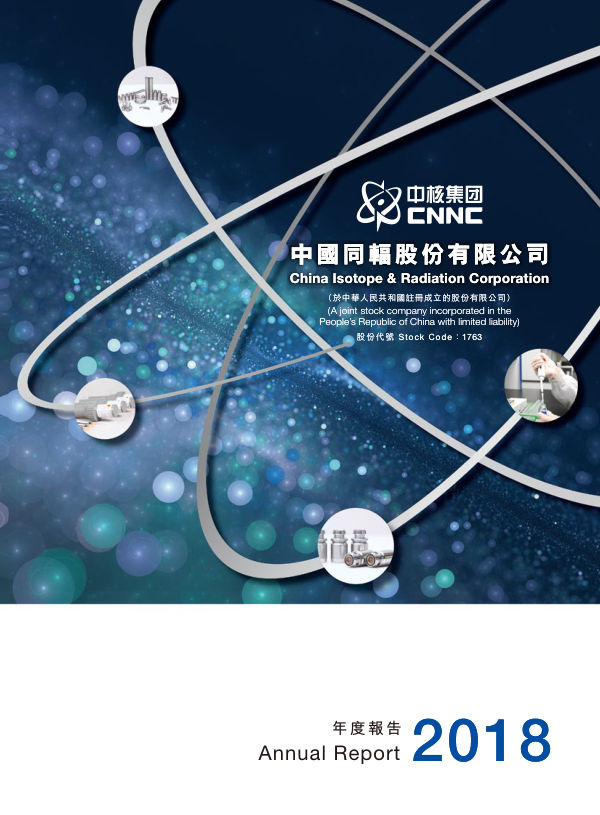 中核集团
CNNC
中國同輻股份有限公司
China Isotope & Radiation Corporation
（於中華人民共和國註冊成立的股份有限公司）
(A joint stock company incorporated in the
People's Republic of China with limited liability)
股份代號 Stock Code：1763
年度報告
Annual Report 2018